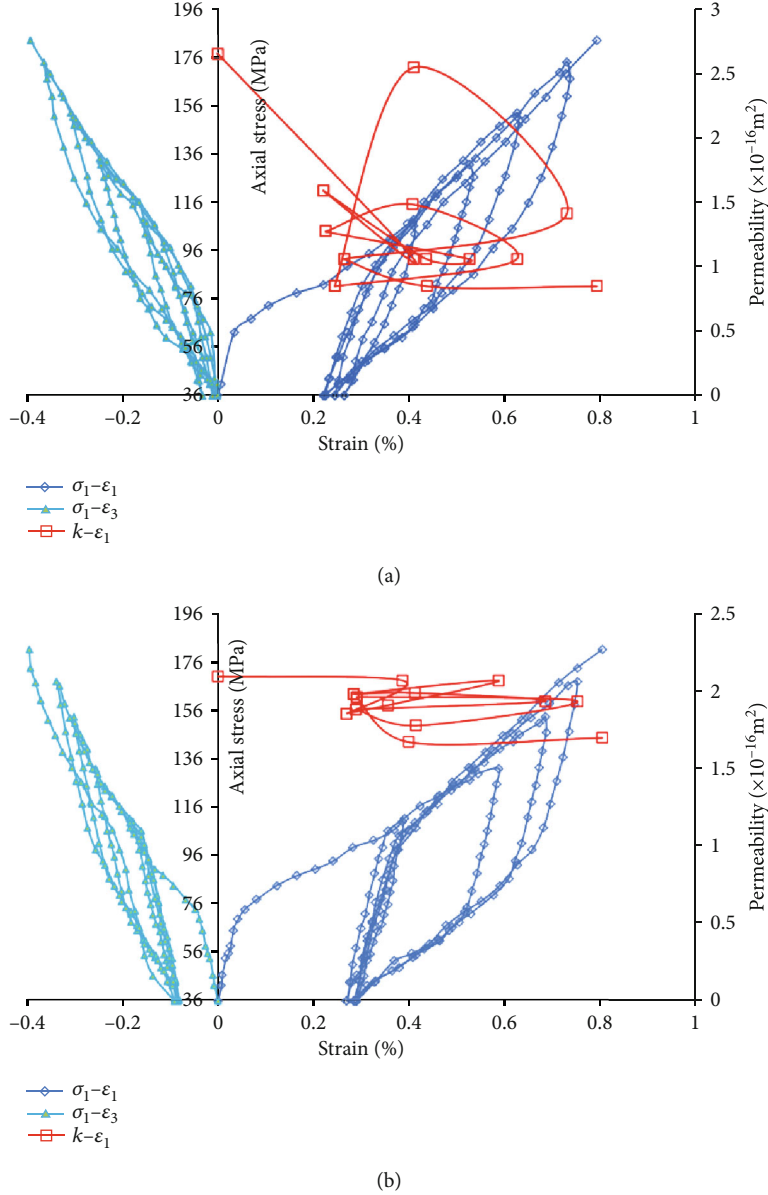 196
176
156
136
116
96
76
56
36
Axial stress (MPa)
3
2.5
2
1.5
1
0.5
0
Permeability (×10⁻¹⁶m²)
−0.4 −0.2 0 0.2 0.4 0.6 0.8 1
Strain (%)
σ₁–ε₁
σ₁–ε₃
k–ε₁
(a)
196
176
156
136
116
96
76
56
36
Axial stress (MPa)
2.5
2
1.5
1
0.5
0
Permeability (×10⁻¹⁶m²)
−0.4 −0.2 0 0.2 0.4 0.6 0.8 1
Strain (%)
σ₁–ε₁
σ₁–ε₃
k–ε₁
(b)